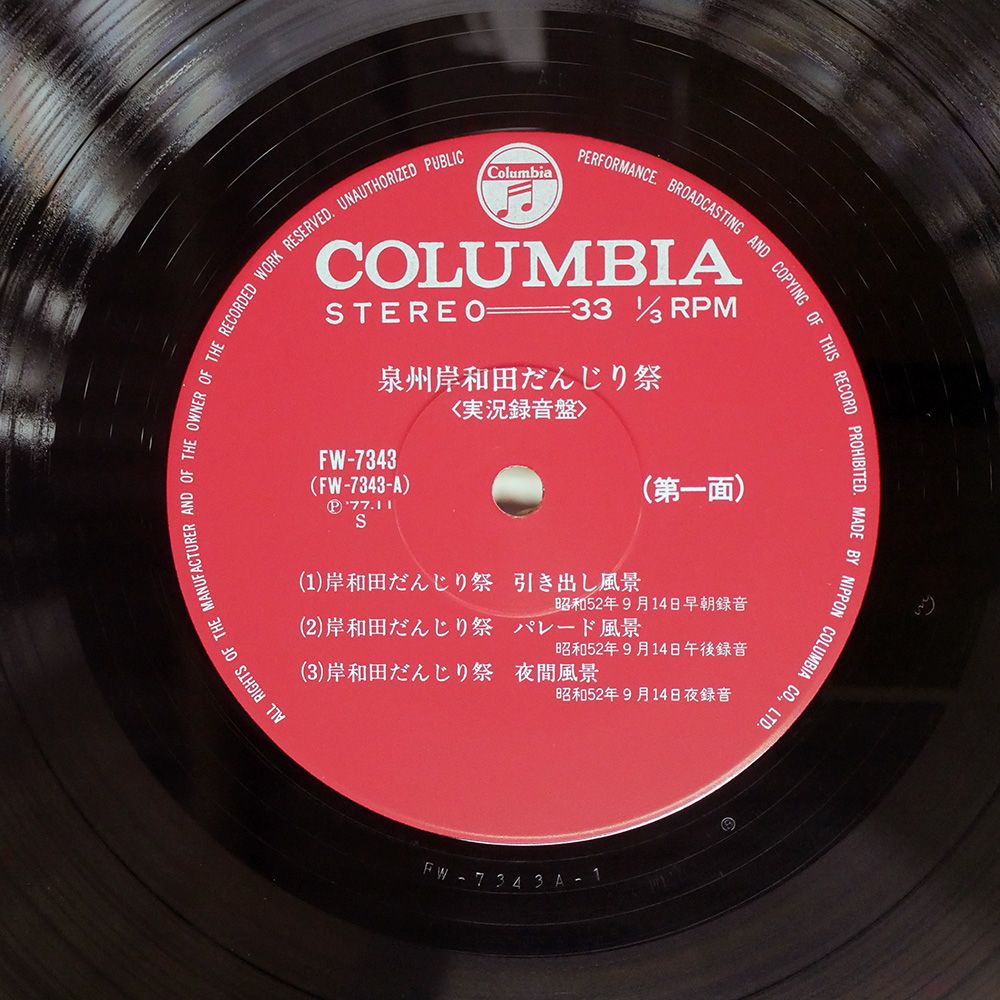 ALL RIGHTS OF THE MANUFACTURER AND OF THE OWNER OF THE RECORDED WORK RESERVED. UNAUTHORIZED PUBLIC PERFORMANCE. BROADCASTING AND COPYING OF THIS RECORD PROHIBITED. MADE BY NIPPON COLUMBIA CO., LTD.
Columbia
COLUMBIA
STEREO 33 1/3 RPM
泉州岸和田だんじり祭
〈実況録音盤〉
FW-7343
(FW-7343-A)
(第一面)
Ⓟ '77.11
S
(1)岸和田だんじり祭 引き出し風景
昭和52年9月14日早朝録音
(2)岸和田だんじり祭 パレード風景
昭和52年9月14日午後録音
(3)岸和田だんじり祭 夜間風景
昭和52年9月14日夜録音
FW-7343A-1